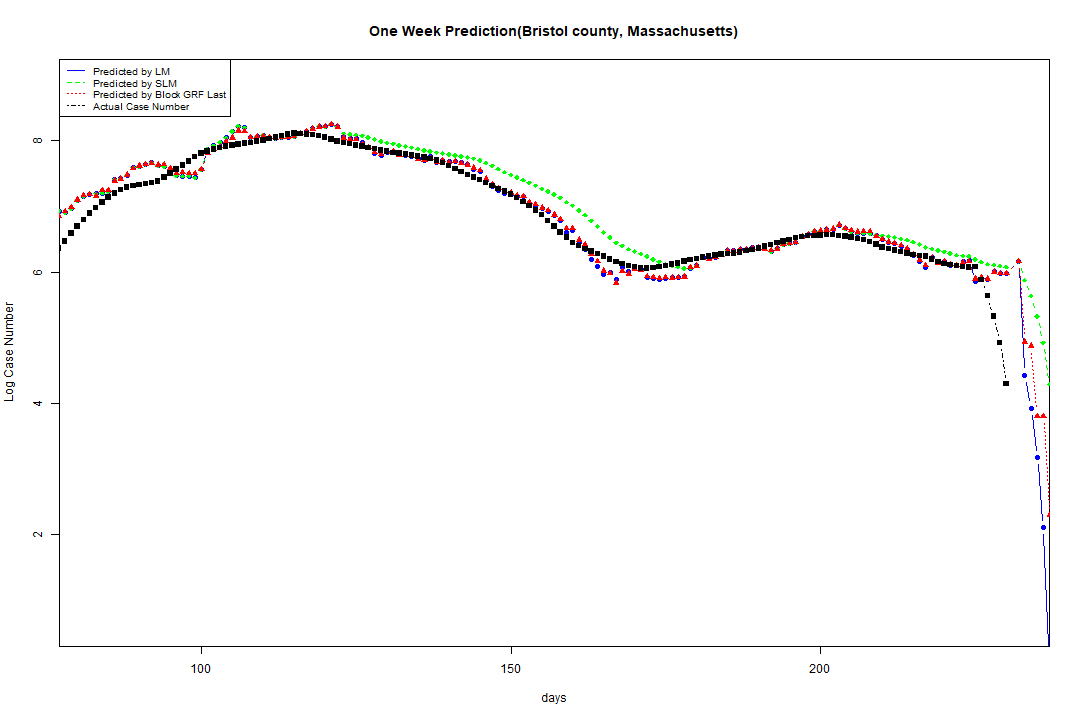 One Week Prediction(Bristol county, Massachusetts)
Predicted by LM
Predicted by SLM
Predicted by Block GRF Last
Actual Case Number
8
6
4
2
Log Case Number
100 150 200
days